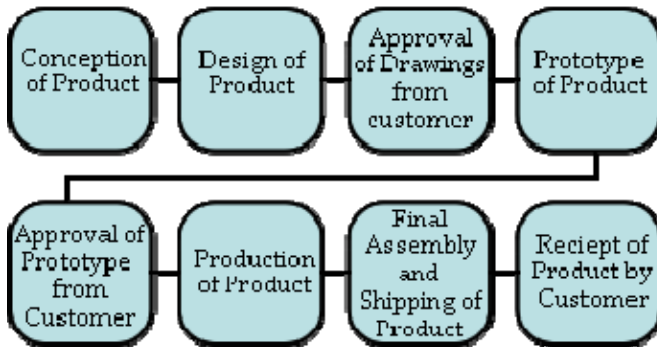 Conception
of Product
Design of
Product
Approval
of Drawings
from
customer
Prototype
of Product
Approval of
Prototype
from
Customer
Production
of Product
Final
Assembly
and
Shipping of
Product
Reciept of
Product by
Customer